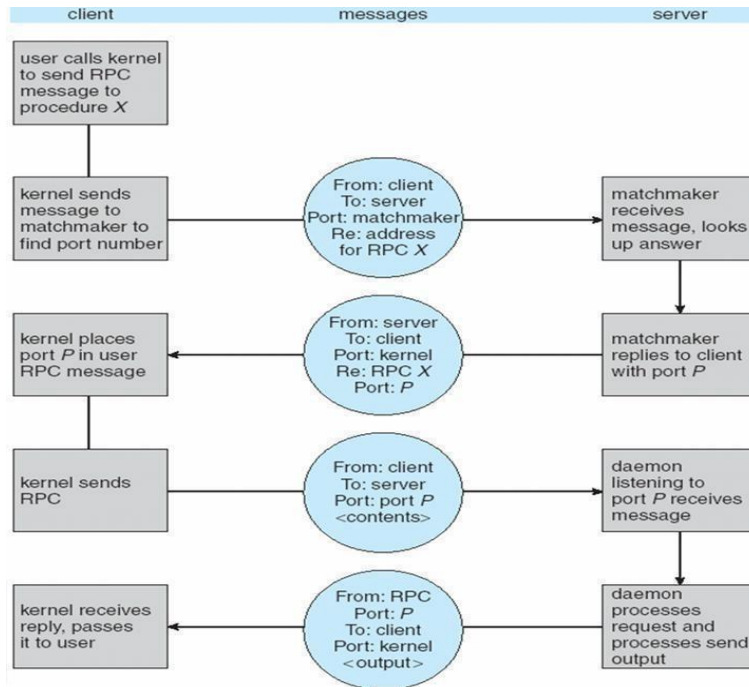 client
messages
server
user calls kernel
to send RPC
message to
procedure X
kernel sends
message to
matchmaker to
find port number
From: client
To: server
Port: matchmaker
Re: address
for RPC X
matchmaker
receives
message, looks
up answer
kernel places
port P in user
RPC message
From: server
To: client
Port: kernel
Re: RPC X
Port: P
matchmaker
replies to client
with port P
kernel sends
RPC
From: client
To: server
Port: port P
<contents>
daemon
listening to
port P receives
message
kernel receives
reply, passes
it to user
From: RPC
Port: P
To: client
Port: kernel
<output>
daemon
processes
request and
processes send
output